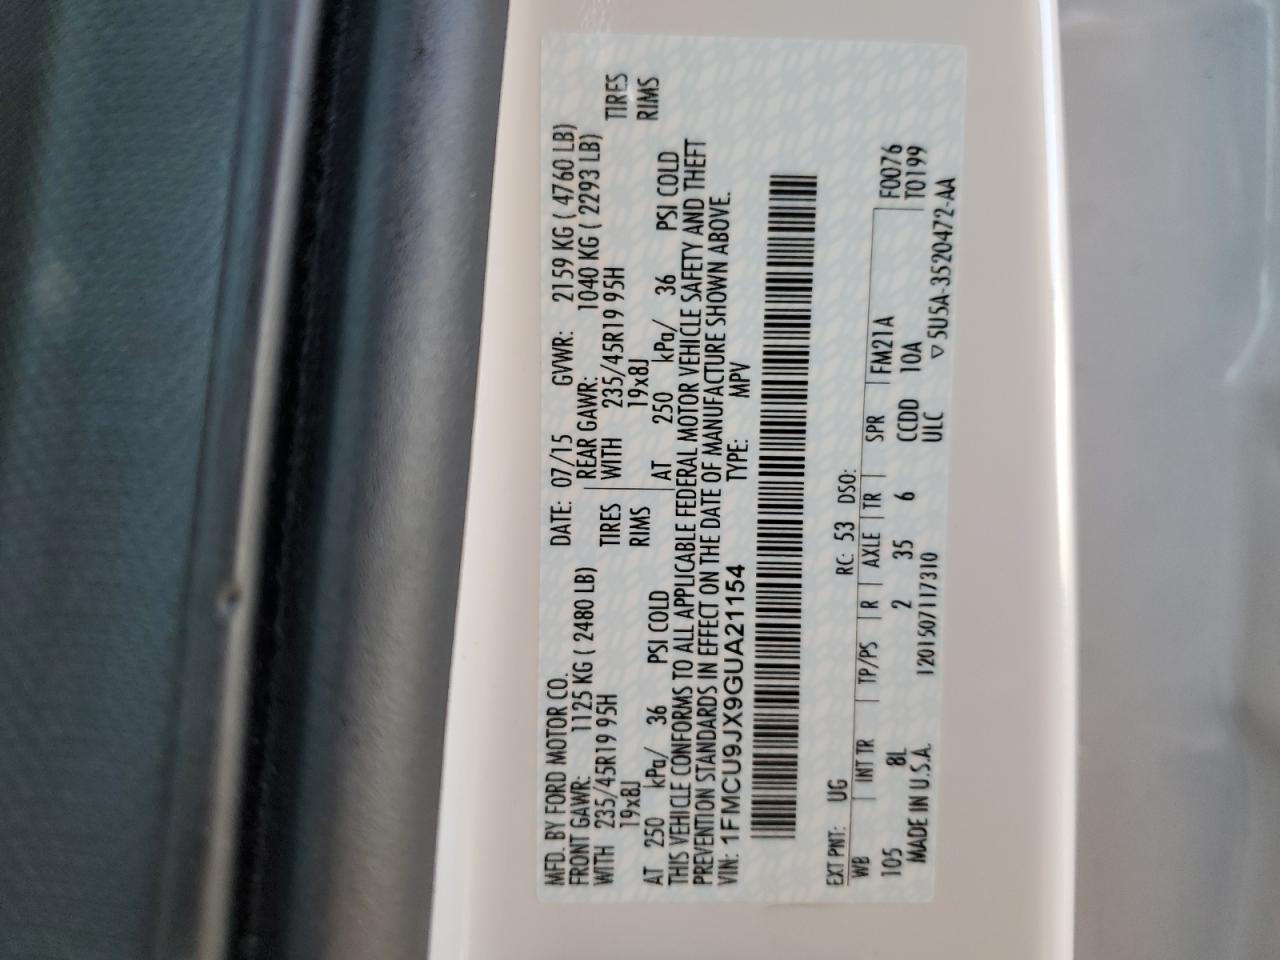 MFD. BY FORD MOTOR CO. DATE: 07/15 GVWR: 2159 KG ( 4760 LB)
FRONT GAWR: 1125 KG ( 2480 LB) REAR GAWR: 1040 KG ( 2293 LB)
WITH 235/45R19 95H TIRES WITH 235/45R19 95H TIRES
19x8J RIMS 19x8J RIMS
AT 250 kPa/ 36 PSI COLD AT 250 kPa/ 36 PSI COLD
THIS VEHICLE CONFORMS TO ALL APPLICABLE FEDERAL MOTOR VEHICLE SAFETY AND THEFT
PREVENTION STANDARDS IN EFFECT ON THE DATE OF MANUFACTURE SHOWN ABOVE.
VIN: 1FMCU9JX9GUA21154 TYPE: MPV
EXT PNT: UG RC: 53 DSO:
WB INT TR TP/PS R AXLE TR SPR FM21A F0076
105 8L 2 35 6 CCDD 10A T0199
MADE IN U.S.A. 1201507117310 ULC ▽5U5A-3520472-AA